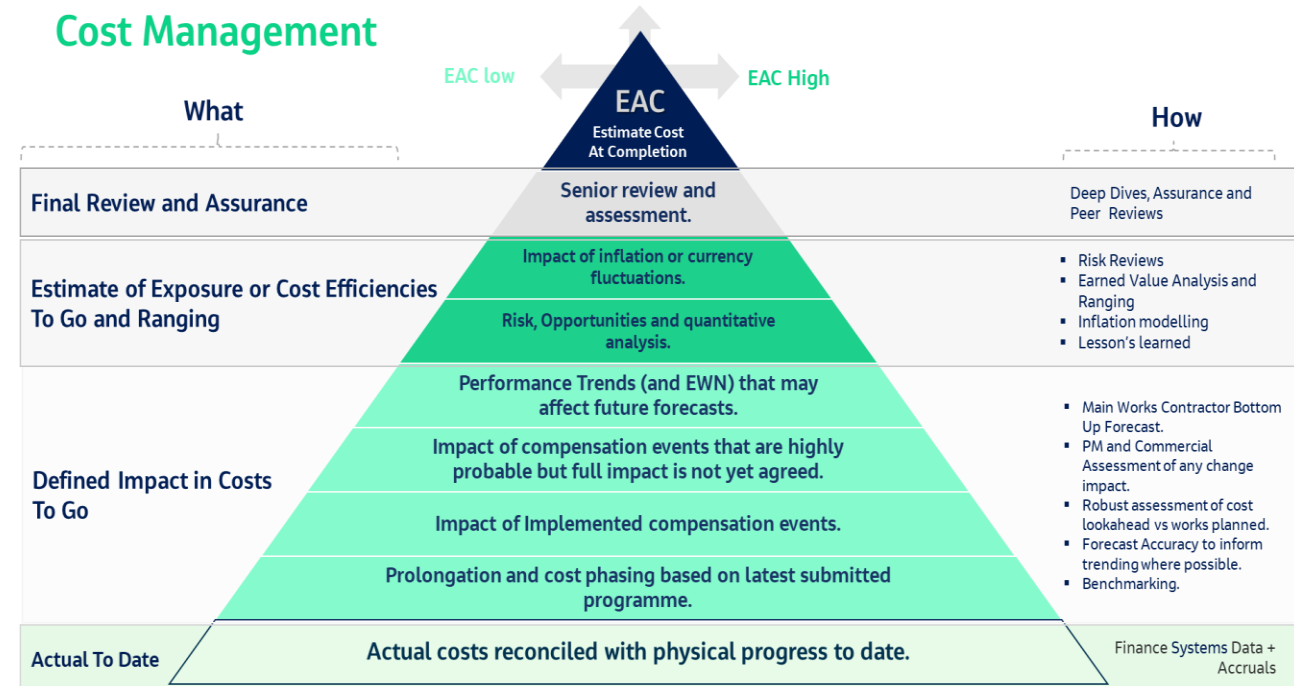 Cost Management
EAC low
EAC High
What
How
EAC
Estimate Cost
At Completion
Final Review and Assurance
Senior review and
assessment.
Deep Dives, Assurance and
Peer Reviews
Estimate of Exposure or Cost Efficiencies
To Go and Ranging
Impact of inflation or currency
fluctuations.
Risk, Opportunities and quantitative
analysis.
▪ Risk Reviews
▪ Earned Value Analysis and
Ranging
▪ Inflation modelling
▪ Lesson's learned
Defined Impact in Costs
To Go
Performance Trends (and EWN) that may
affect future forecasts.
Impact of compensation events that are highly
probable but full impact is not yet agreed.
Impact of Implemented compensation events.
Prolongation and cost phasing based on latest submitted
programme.
▪ Main Works Contractor Bottom
Up Forecast.
▪ PM and Commercial
Assessment of any change
impact.
▪ Robust assessment of cost
lookahead vs works planned.
▪ Forecast Accuracy to inform
trending where possible.
▪ Benchmarking.
Actual To Date
Actual costs reconciled with physical progress to date.
Finance Systems Data +
Accruals